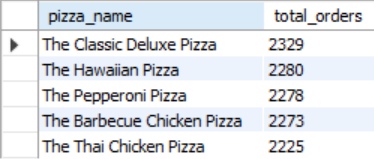 pizza_name total_orders
The Classic Deluxe Pizza 2329
The Hawaiian Pizza 2280
The Pepperoni Pizza 2278
The Barbecue Chicken Pizza 2273
The Thai Chicken Pizza 2225